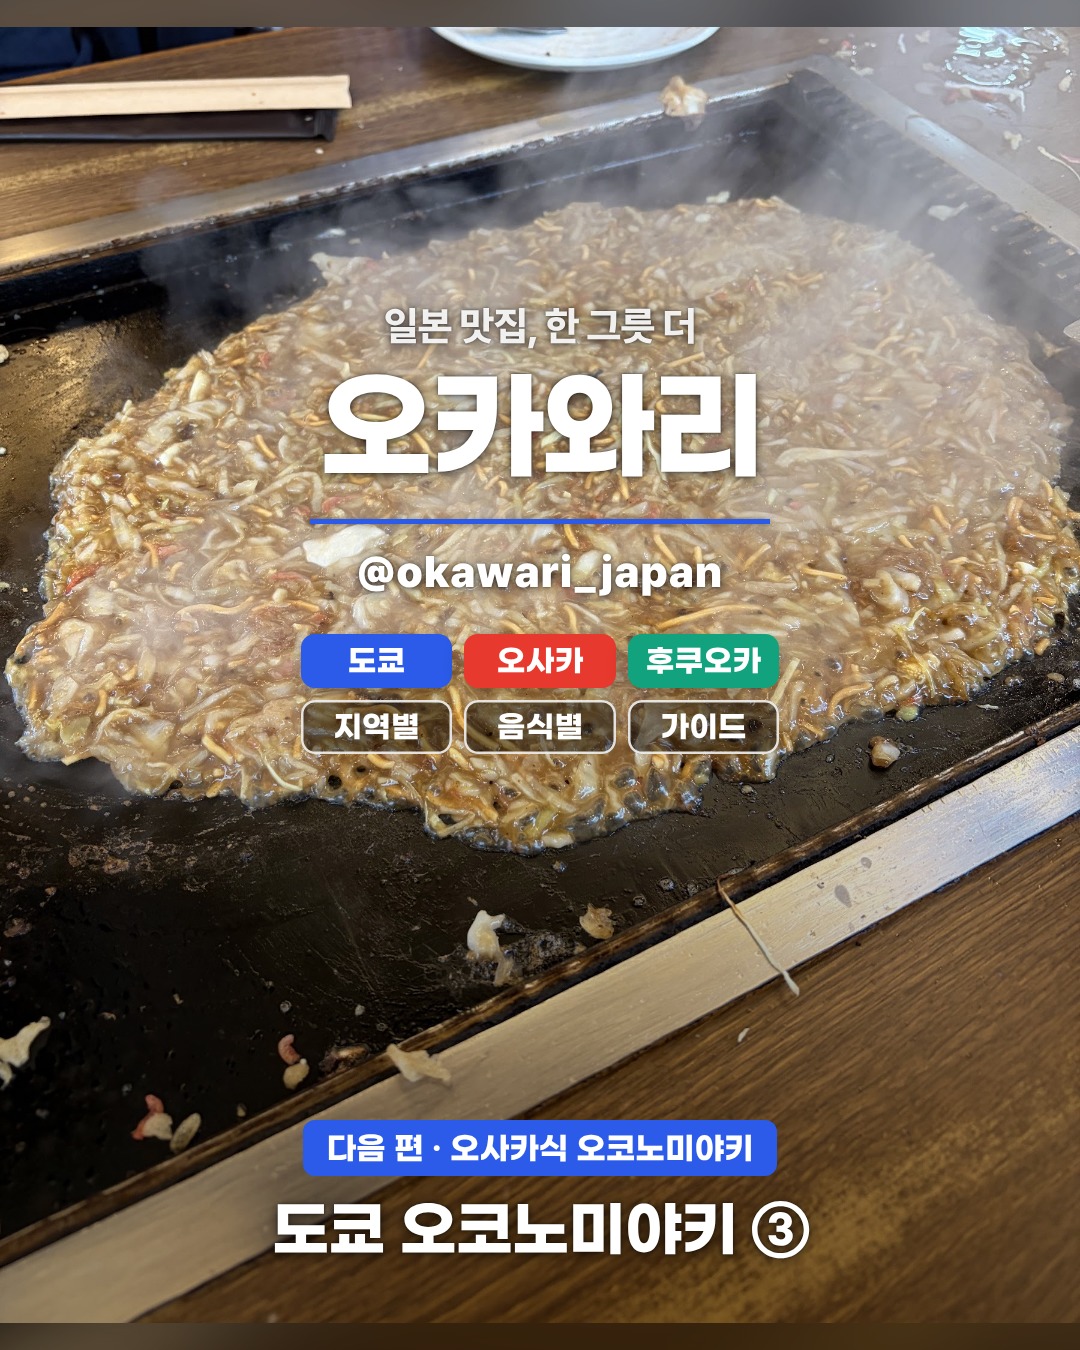 일본 맛집, 한 그릇 더
오카와리
@okawari_japan
도쿄 오사카 후쿠오카
지역별 음식별 가이드
다음 편 · 오사카식 오코노미야키
도쿄 오코노미야키 ③